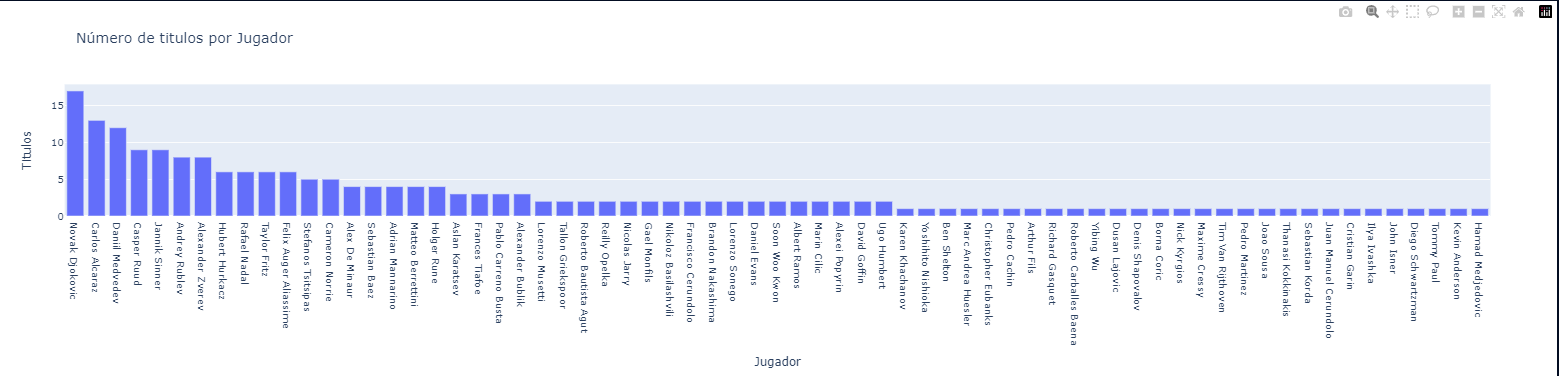 Número de titulos por Jugador
Titulos
15
10
5
0
Novak Djokovic
Carlos Alcaraz
Daniil Medvedev
Casper Ruud
Jannik Sinner
Andrey Rublev
Alexander Zverev
Hubert Hurkacz
Rafael Nadal
Taylor Fritz
Felix Auger Aliassime
Stefanos Tsitsipas
Cameron Norrie
Alex De Minaur
Sebastian Baez
Adrian Mannarino
Matteo Berrettini
Holger Rune
Aslan Karatsev
Frances Tiafoe
Pablo Carreno Busta
Alexander Bublik
Lorenzo Musetti
Tallon Griekspoor
Roberto Bautista Agut
Reilly Opelka
Nicolas Jarry
Gael Monfils
Nikoloz Basilashvili
Francisco Cerundolo
Brandon Nakashima
Lorenzo Sonego
Daniel Evans
Soon Woo Kwon
Albert Ramos
Marin Cilic
Alexei Popyrin
David Goffin
Ugo Humbert
Karen Khachanov
Yoshihito Nishioka
Ben Shelton
Marc Andrea Huesler
Christopher Eubanks
Pedro Cachin
Arthur Fils
Richard Gasquet
Roberto Carballes Baena
Yibing Wu
Dusan Lajovic
Denis Shapovalov
Borna Coric
Nick Kyrgios
Maxime Cressy
Tim Van Rijthoven
Pedro Martinez
Joao Sousa
Thanasi Kokkinakis
Sebastian Korda
Juan Manuel Cerundolo
Cristian Garin
Ilya Ivashka
John Isner
Diego Schwartzman
Tommy Paul
Kevin Anderson
Hamad Medjedovic
Jugador